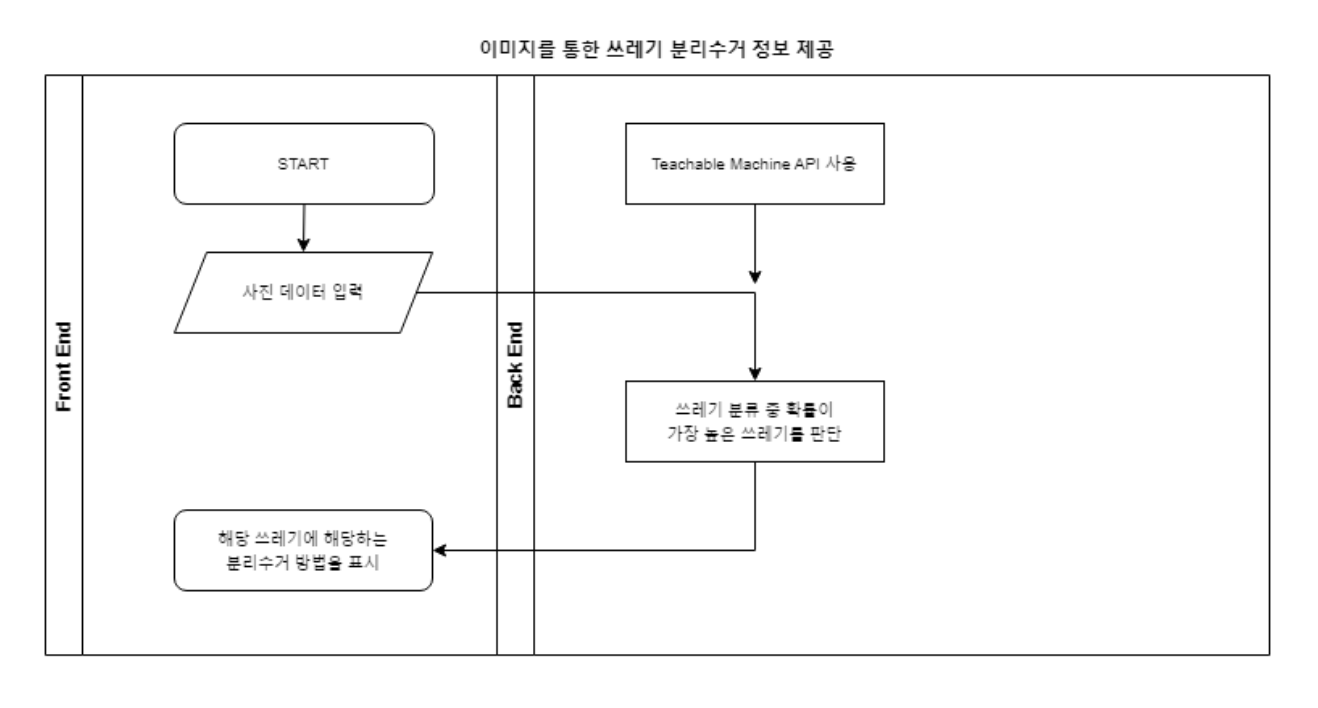 이미지를 통한 쓰레기 분리수거 정보 제공
Front End
START
사진 데이터 입력
해당 쓰레기에 해당하는
분리수거 방법을 표시
Back End
Teachable Machine API 사용
쓰레기 분류 중 확률이
가장 높은 쓰레기를 판단